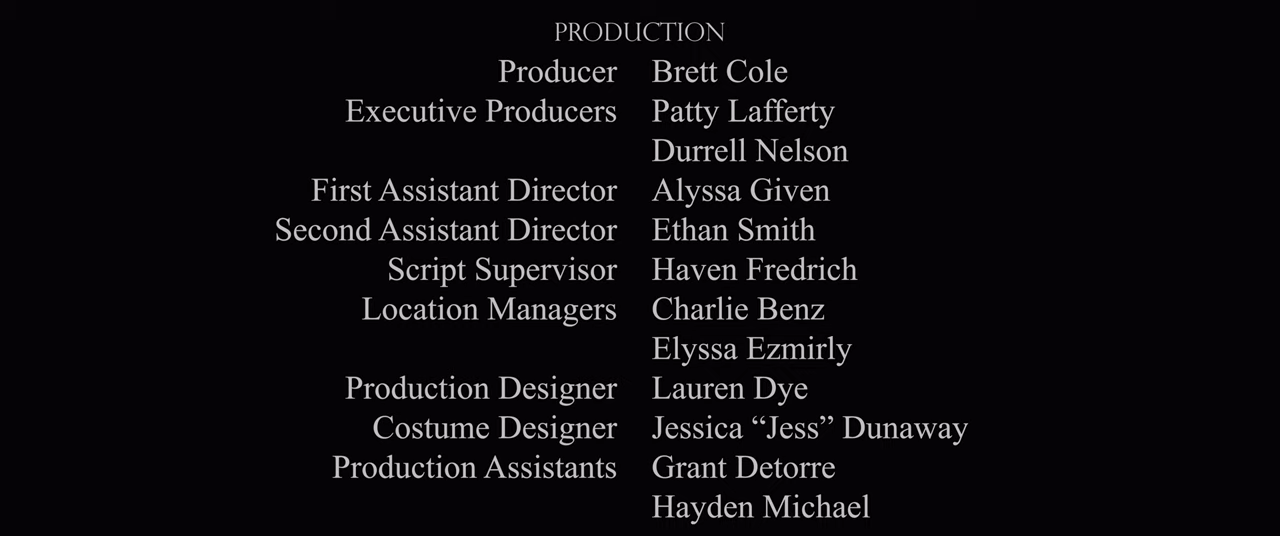 PRODUCTION
Producer Brett Cole
Executive Producers Patty Lafferty
Durrell Nelson
First Assistant Director Alyssa Given
Second Assistant Director Ethan Smith
Script Supervisor Haven Fredrich
Location Managers Charlie Benz
Elyssa Ezmirly
Production Designer Lauren Dye
Costume Designer Jessica “Jess” Dunaway
Production Assistants Grant Detorre
Hayden Michael